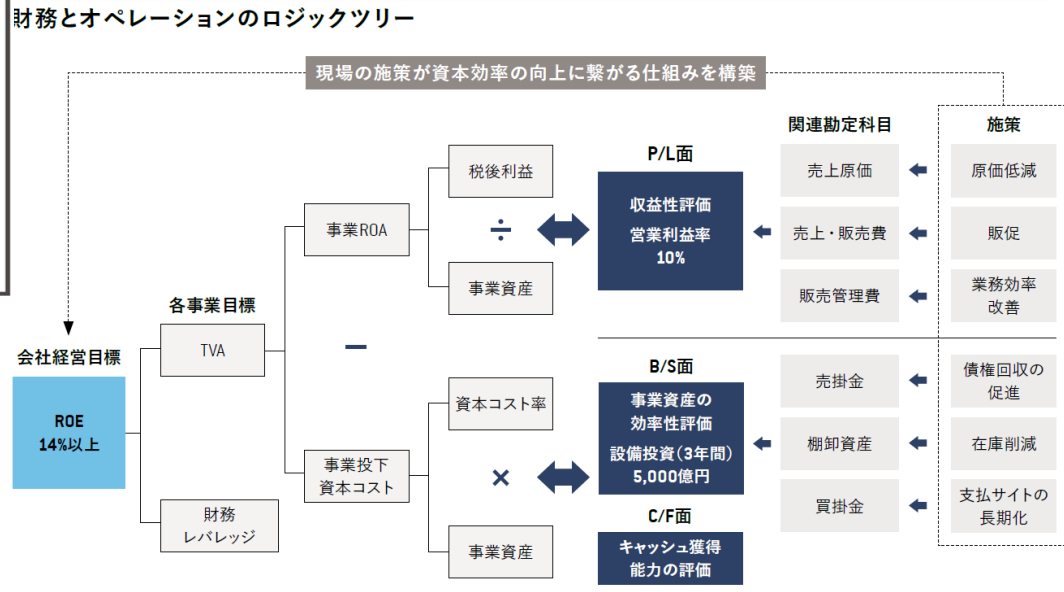 財務とオペレーションのロジックツリー
現場の施策が資本効率の向上に繋がる仕組みを構築
会社経営目標
ROE
14%以上
各事業目標
TVA
財務
レバレッジ
事業ROA
−
事業投下
資本コスト
税後利益
÷
事業資産
資本コスト率
×
事業資産
P/L面
収益性評価
営業利益率
10%
B/S面
事業資産の
効率性評価
設備投資(3年間)
5,000億円
C/F面
キャッシュ獲得
能力の評価
関連勘定科目
売上原価
売上・販売費
販売管理費
売掛金
棚卸資産
買掛金
施策
原価低減
販促
業務効率
改善
債権回収の
促進
在庫削減
支払サイトの
長期化